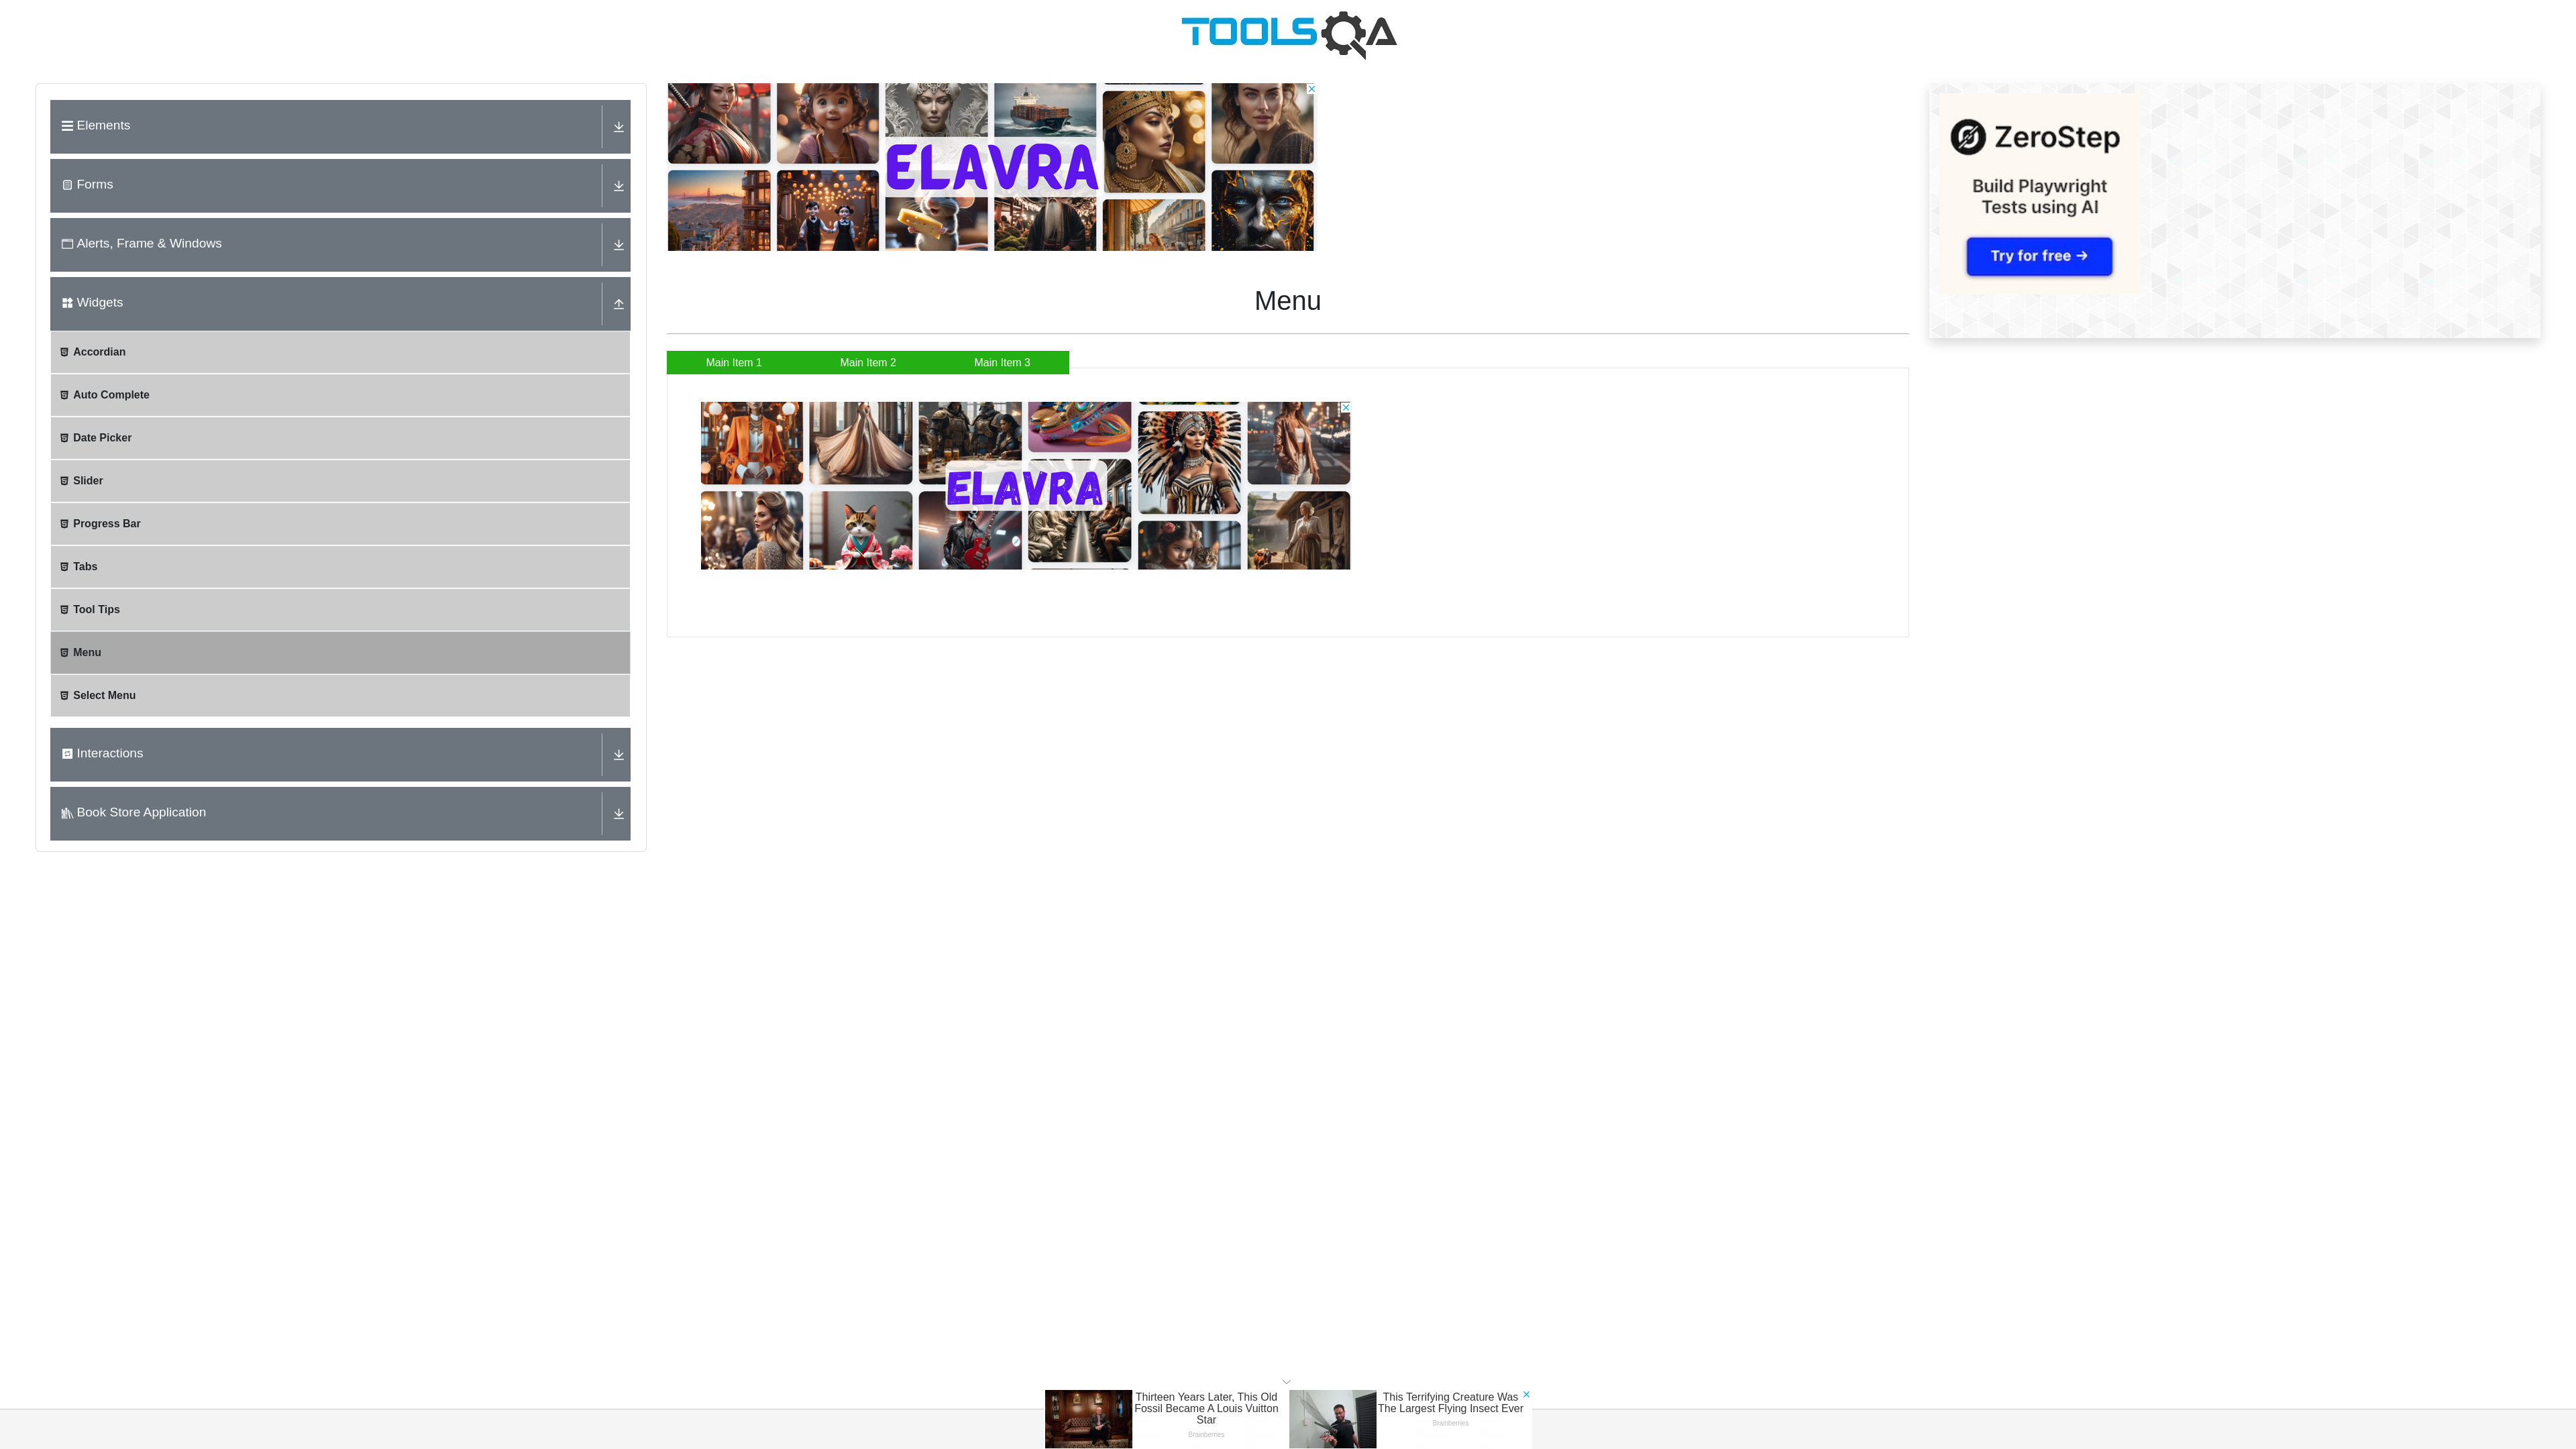 TOOLSQA
Elements
Forms
Alerts, Frame & Windows
Widgets
Accordian
Auto Complete
Date Picker
Slider
Progress Bar
Tabs
Tool Tips
Menu
Select Menu
Interactions
Book Store Application
ELAVRA
Menu
Main Item 1
Main Item 2
Main Item 3
ELAVRA
ZeroStep
Build Playwright
Tests using AI
Try for free →
Thirteen Years Later, This Old
Fossil Became A Louis Vuitton
Star
Brainberries
This Terrifying Creature Was
The Largest Flying Insect Ever
Brainberries